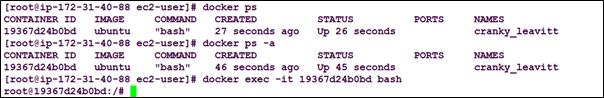 [root@ip-172-31-40-88 ec2-user]# docker ps
CONTAINER ID IMAGE COMMAND CREATED STATUS PORTS NAMES
19367d24b0bd ubuntu "bash" 27 seconds ago Up 26 seconds cranky_leavitt
[root@ip-172-31-40-88 ec2-user]# docker ps -a
CONTAINER ID IMAGE COMMAND CREATED STATUS PORTS NAMES
19367d24b0bd ubuntu "bash" 46 seconds ago Up 45 seconds cranky_leavitt
[root@ip-172-31-40-88 ec2-user]# docker exec -it 19367d24b0bd bash
root@19367d24b0bd:/#